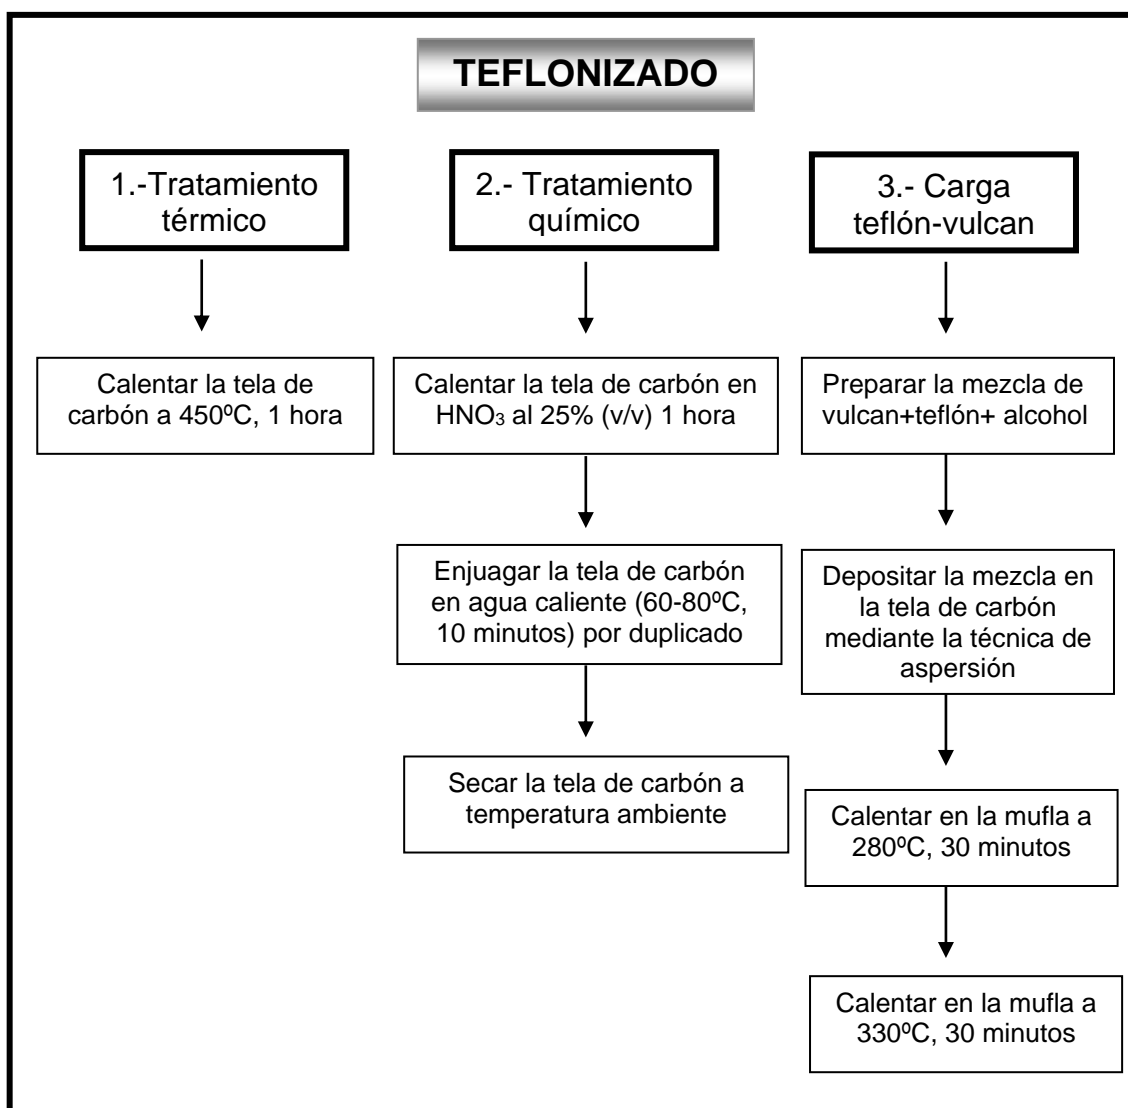 TEFLONIZADO
1.-Tratamiento
térmico
Calentar la tela de
carbón a 450ºC, 1 hora
2.- Tratamiento
químico
Calentar la tela de carbón en
HNO₃ al 25% (v/v) 1 hora
Enjuagar la tela de carbón
en agua caliente (60-80ºC,
10 minutos) por duplicado
Secar la tela de carbón a
temperatura ambiente
3.- Carga
teflón-vulcan
Preparar la mezcla de
vulcan+teflón+ alcohol
Depositar la mezcla en
la tela de carbón
mediante la técnica de
aspersión
Calentar en la mufla a
280ºC, 30 minutos
Calentar en la mufla a
330ºC, 30 minutos